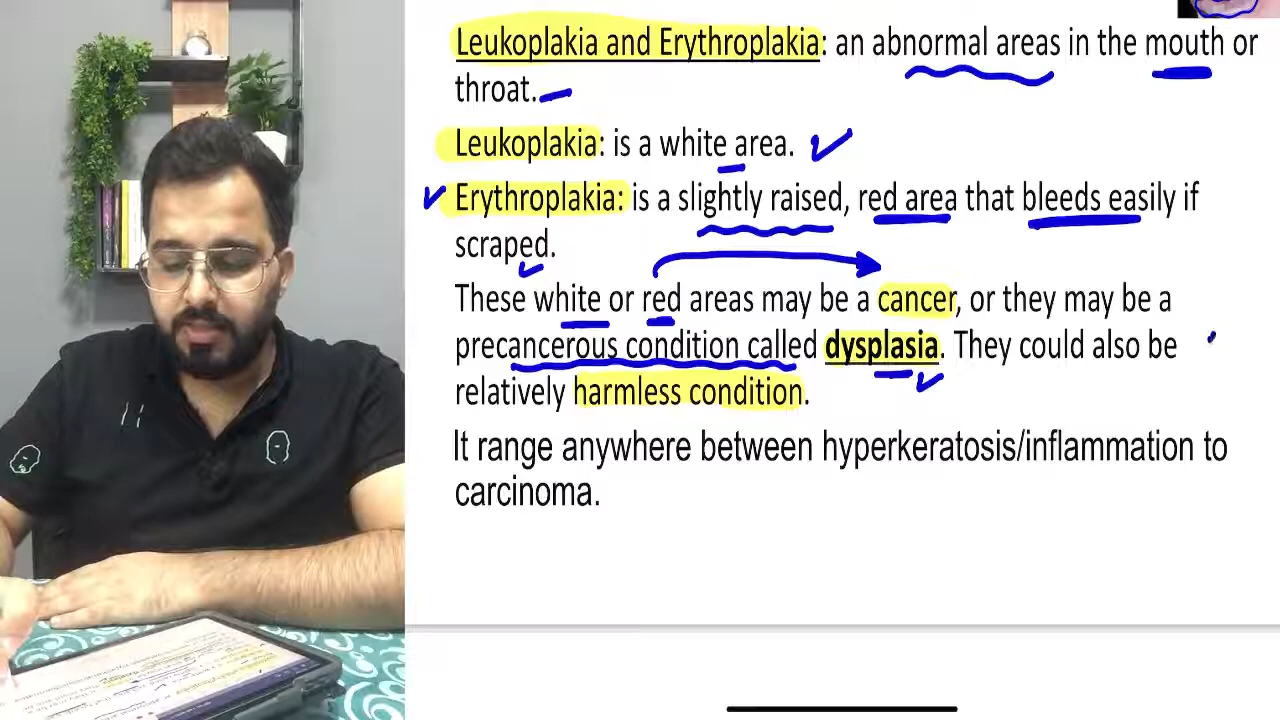 Leukoplakia and Erythroplakia: an abnormal areas in the mouth or
throat.
Leukoplakia: is a white area.
Erythroplakia: is a slightly raised, red area that bleeds easily if
scraped.
These white or red areas may be a cancer, or they may be a
precancerous condition called dysplasia. They could also be
relatively harmless condition.
It range anywhere between hyperkeratosis/inflammation to
carcinoma.